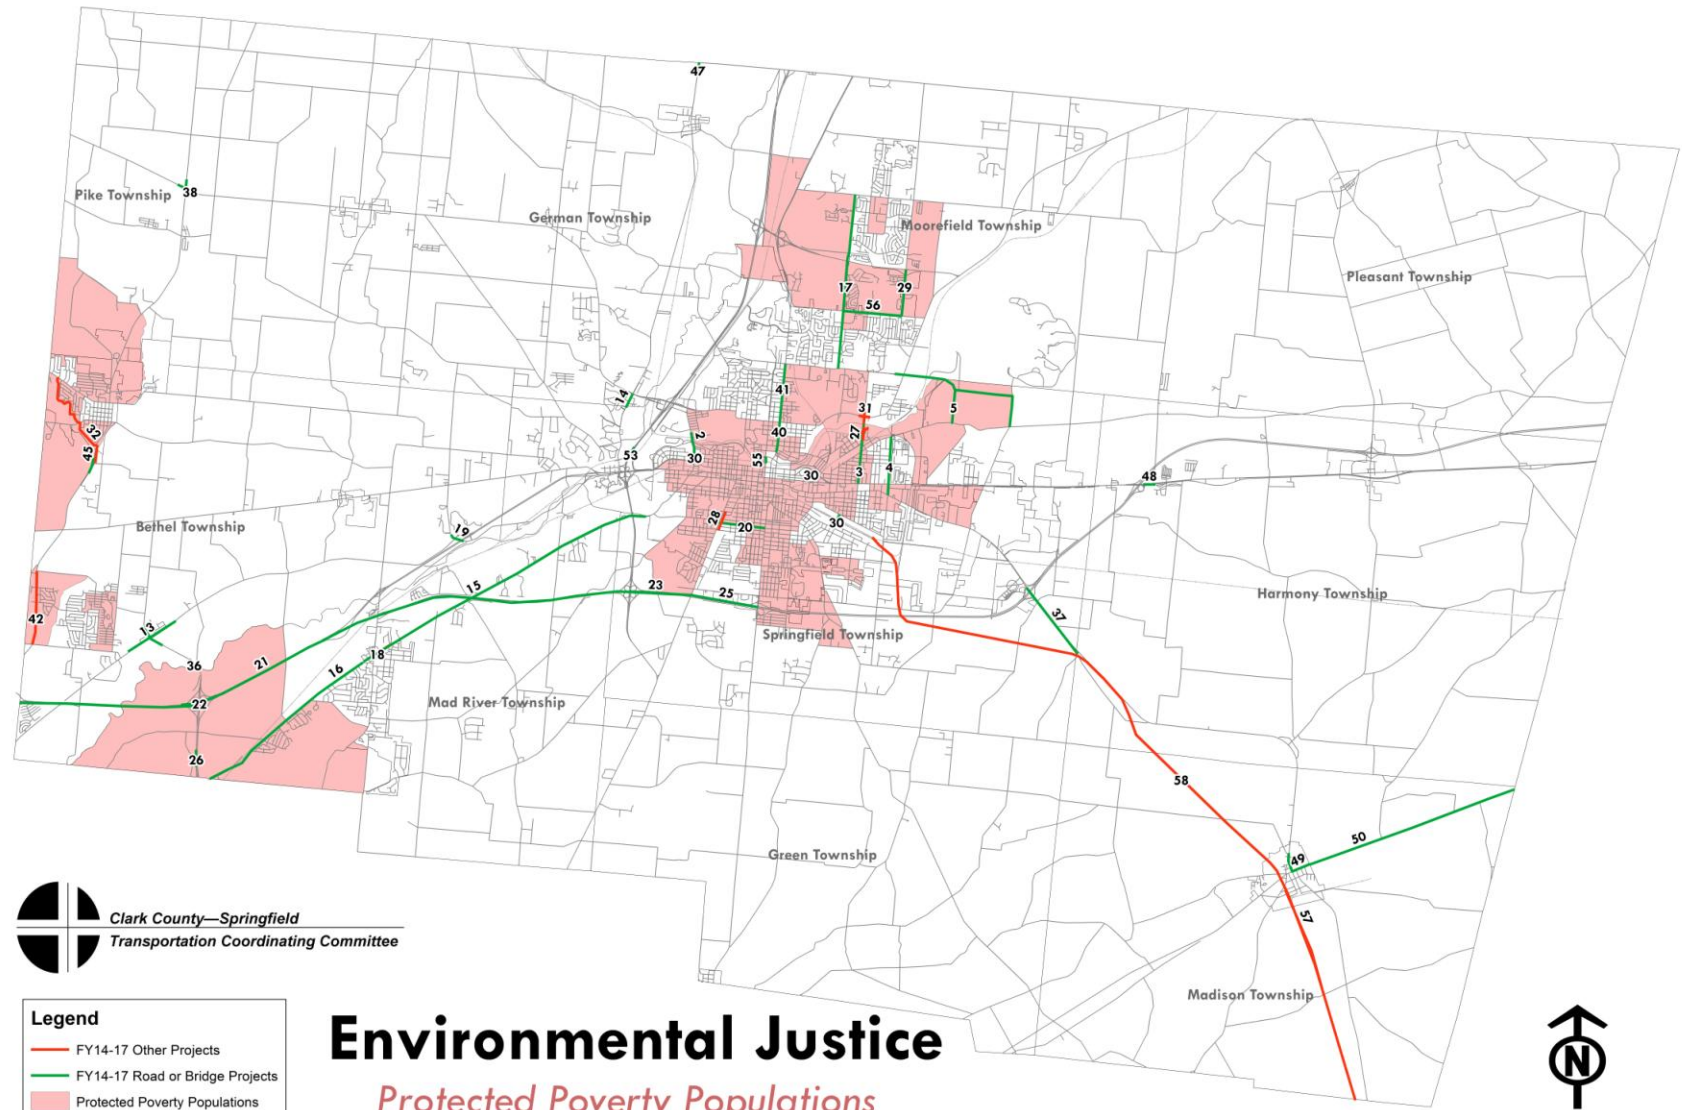 47
38
Pike Township
German Township
Moorefield Township
Pleasant Township
17
29
56
41
14
31
5
40
27
2
32
45
53
30
55
30
3
4
48
28
20
30
Bethel Township
19
15
23
25
Harmony Township
42
13
37
Springfield Township
36
21
16
18
22
Mad River Township
26
58
50
Green Township
49
57
Madison Township
Clark County—Springfield
Transportation Coordinating Committee
Legend
FY14-17 Other Projects
FY14-17 Road or Bridge Projects
Protected Poverty Populations
Environmental Justice
Protected Poverty Populations
N